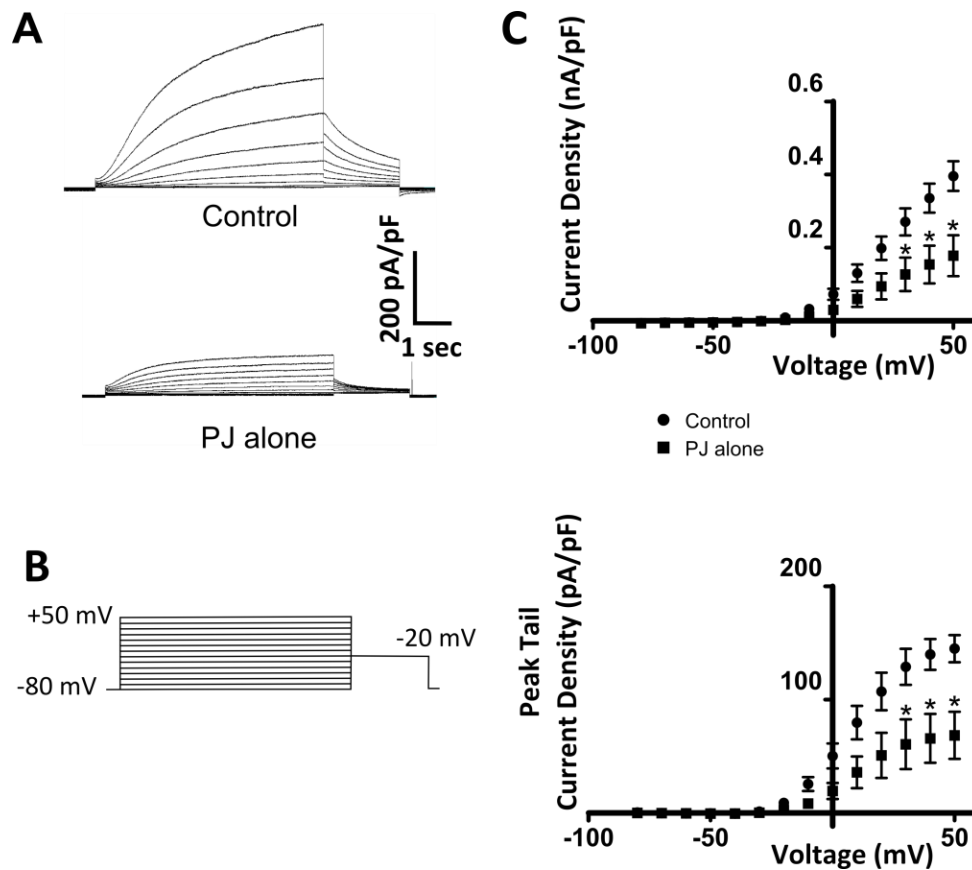 A
Control
200 pA/pF
1 sec
PJ alone
B
+50 mV
-20 mV
-80 mV
C
Current Density (nA/pF)
0.6
0.4
0.2
* * *
-100 -50 50
Voltage (mV)
Control
PJ alone
Peak Tail
Current Density (pA/pF)
200
100
* * *
-100 -50 50
Voltage (mV)